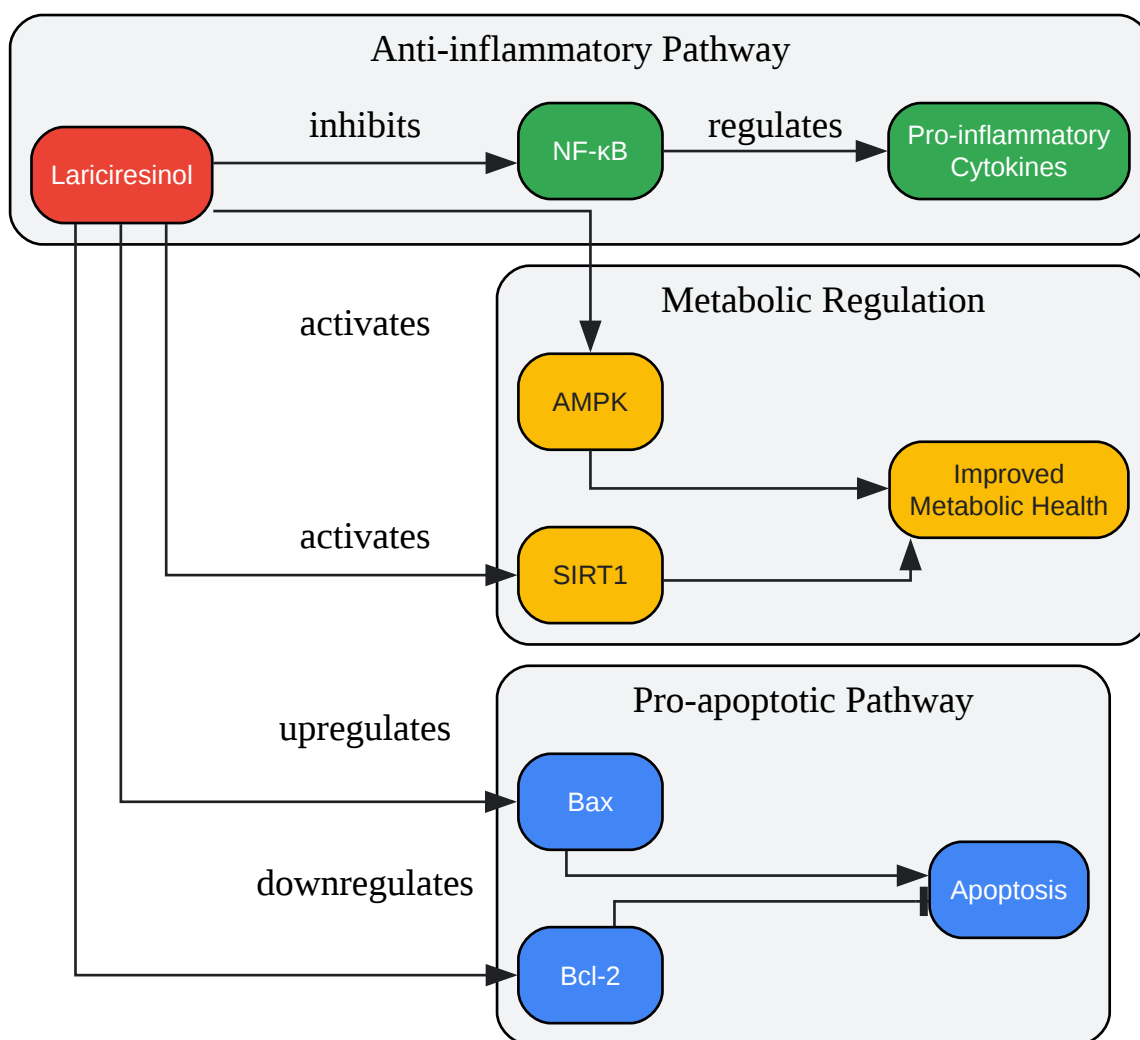 Anti-inflammatory Pathway
inhibits
regulates
Lariciresinol
NF-κB
Pro-inflammatory
Cytokines
Metabolic Regulation
activates
AMPK
Improved
Metabolic Health
activates
SIRT1
Pro-apoptotic Pathway
upregulates
Bax
downregulates
Apoptosis
Bcl-2